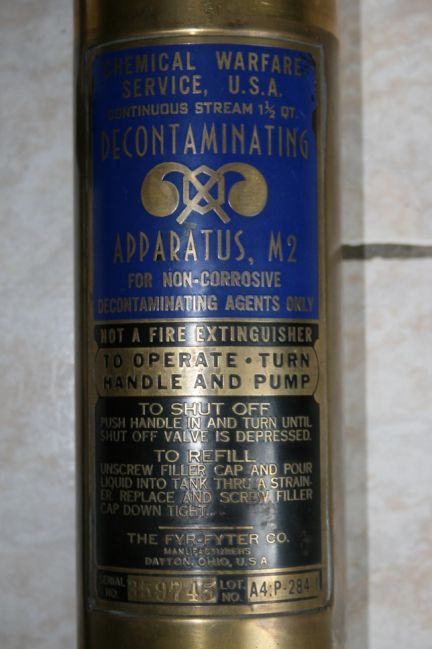 CHEMICAL WARFARE
SERVICE, U.S.A.
CONTINUOUS STREAM 1½ QT.
DECONTAMINATING
APPARATUS, M2
FOR NON-CORROSIVE
DECONTAMINATING AGENTS ONLY
NOT A FIRE EXTINGUISHER
TO OPERATE · TURN
HANDLE AND PUMP
TO SHUT OFF
PUSH HANDLE IN AND TURN UNTIL
SHUT OFF VALVE IS DEPRESSED.
TO REFILL
UNSCREW FILLER CAP AND POUR
LIQUID INTO TANK THRU A STRAIN-
ER. REPLACE AND SCREW FILLER
CAP DOWN TIGHT.
THE FYR-FYTER CO.
MANUFACTURERS
DAYTON, OHIO, U.S.A
SERIAL NO. 859745 LOT. NO. A4:P-284-